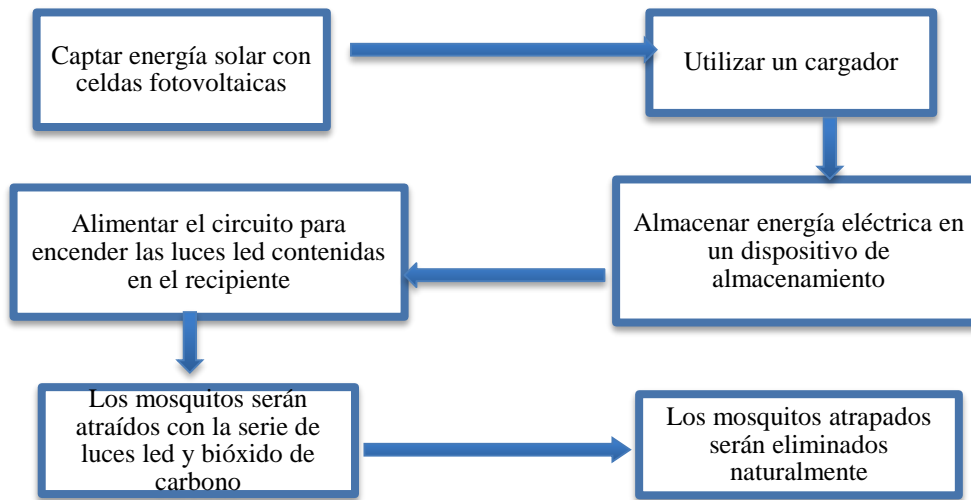 Captar energía solar con
celdas fotovoltaicas
Utilizar un cargador
Almacenar energía eléctrica en
un dispositivo de
almacenamiento
Alimentar el circuito para
encender las luces led contenidas
en el recipiente
Los mosquitos serán
atraídos con la serie de
luces led y bióxido de
carbono
Los mosquitos atrapados
serán eliminados
naturalmente